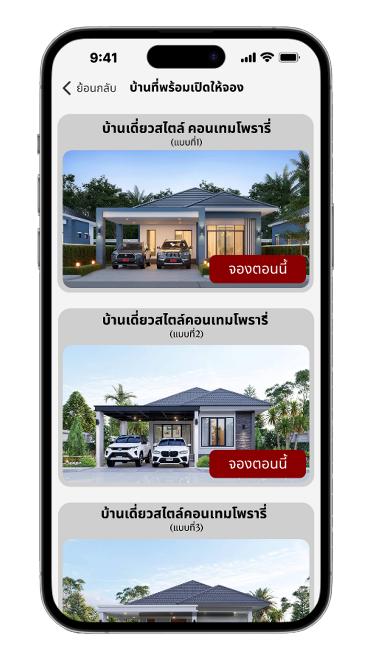 9:41
ย้อนกลับ บ้านที่พร้อมเปิดให้จอง
บ้านเดี่ยวสไตล์ คอนเทมโพรารี่
(แบบที่1)
จองตอนนี้
บ้านเดี่ยวสไตล์คอนเทมโพรารี่
(แบบที่2)
จองตอนนี้
บ้านเดี่ยวสไตล์คอนเทมโพรารี่
(แบบที่3)